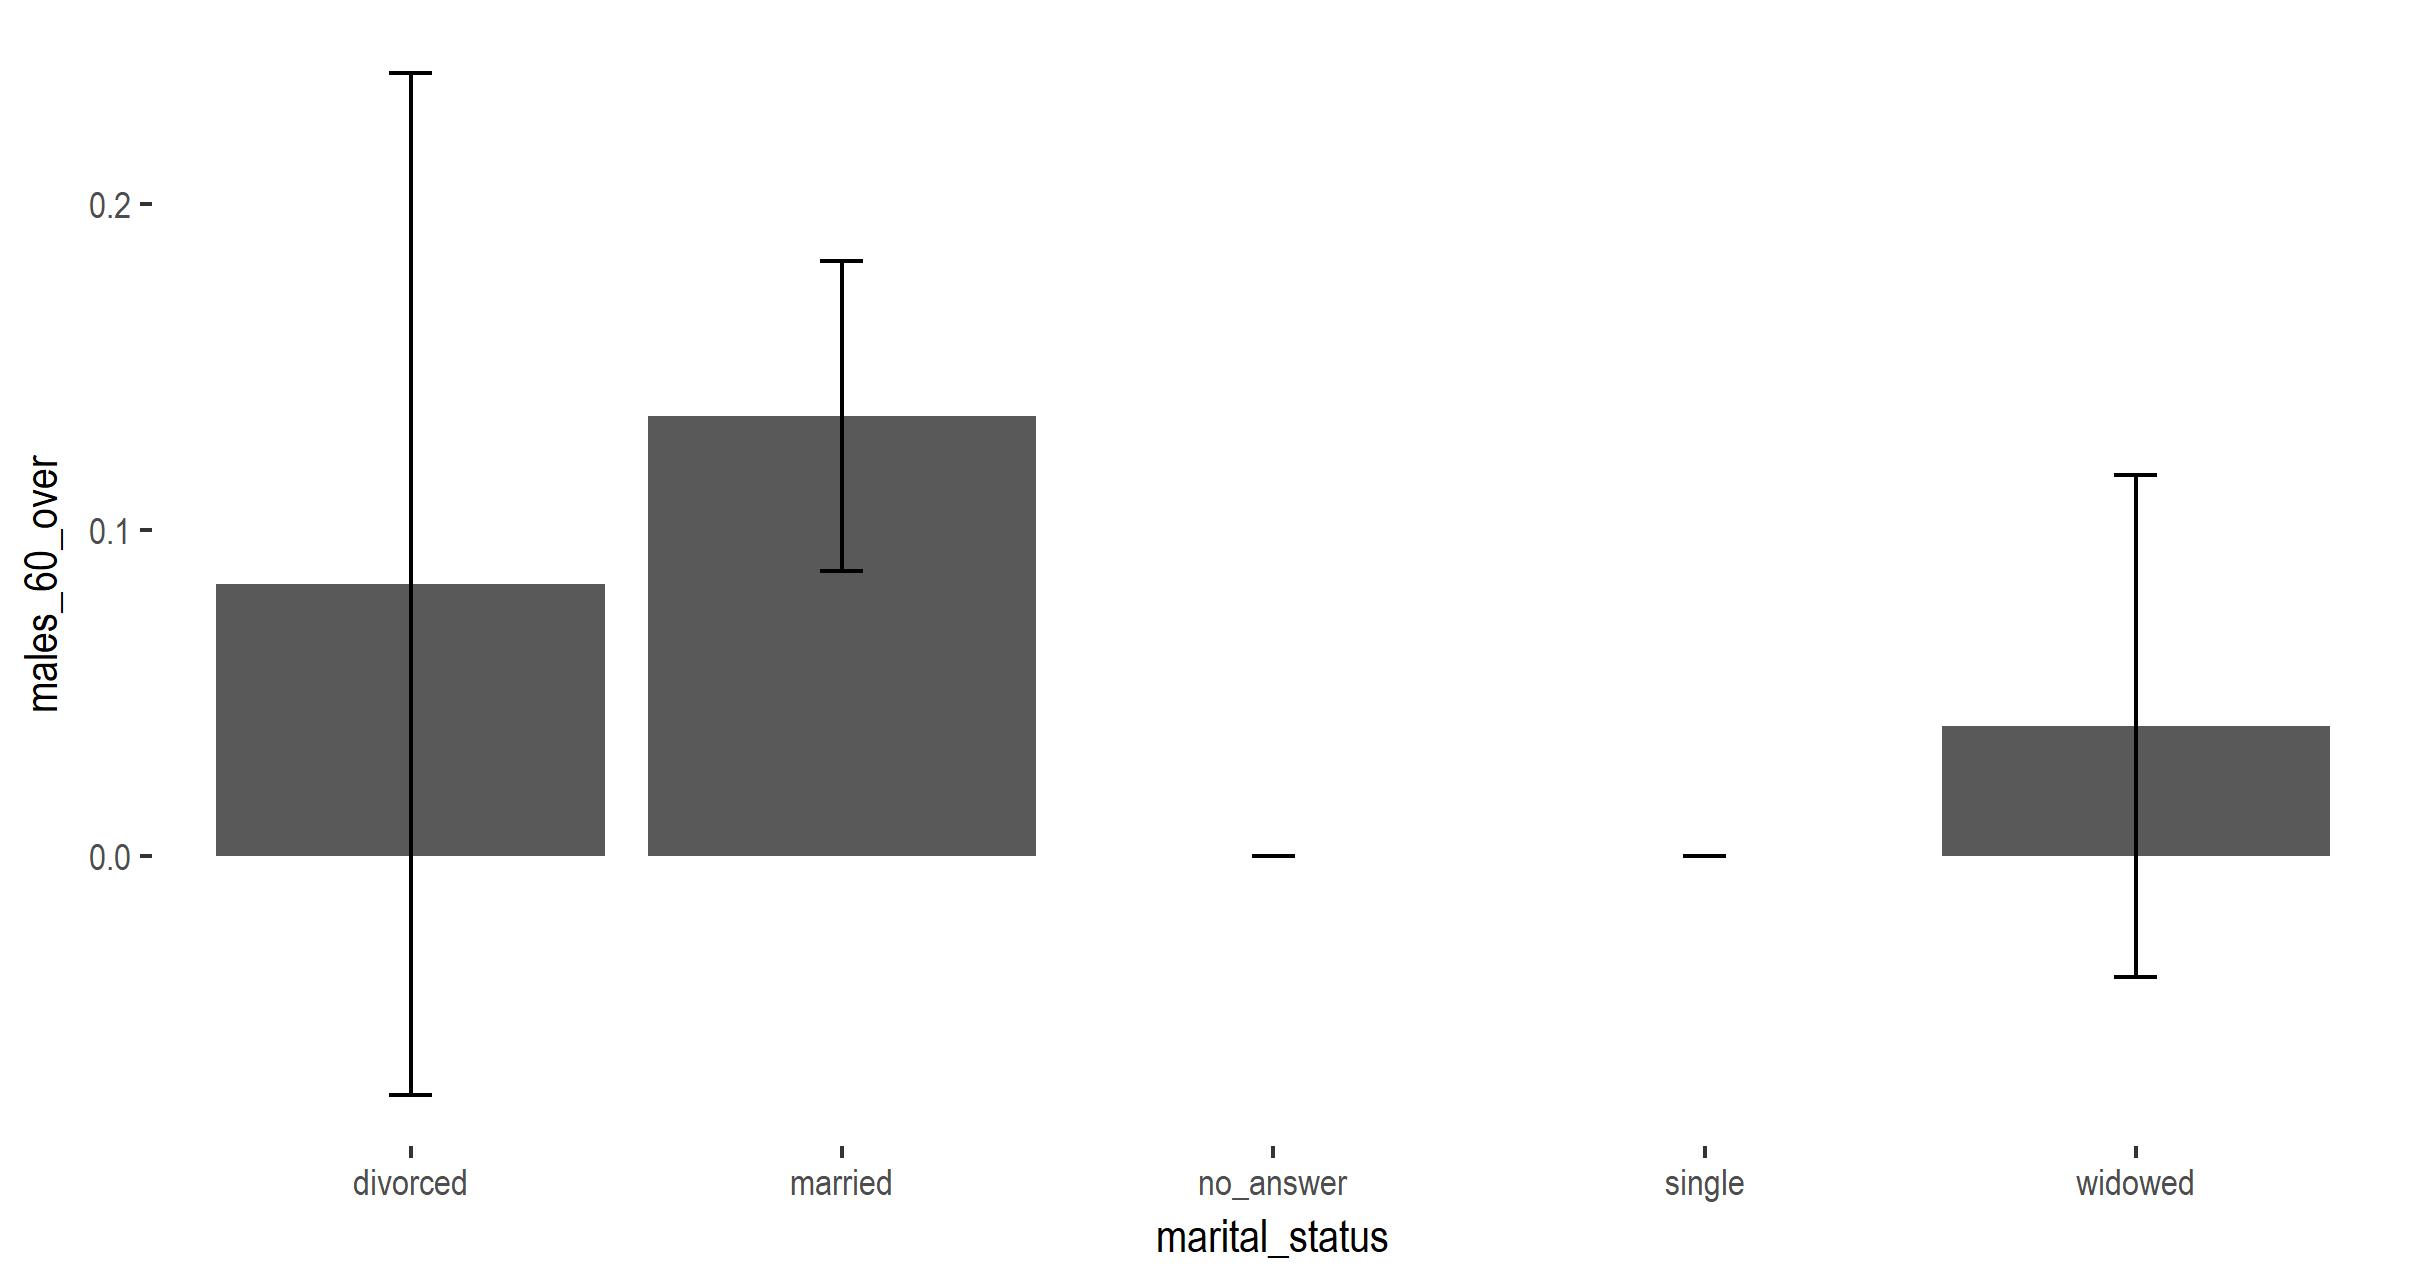 males_60_over
0.2
0.1
0.0
divorced
married
no_answer
single
widowed
marital_status